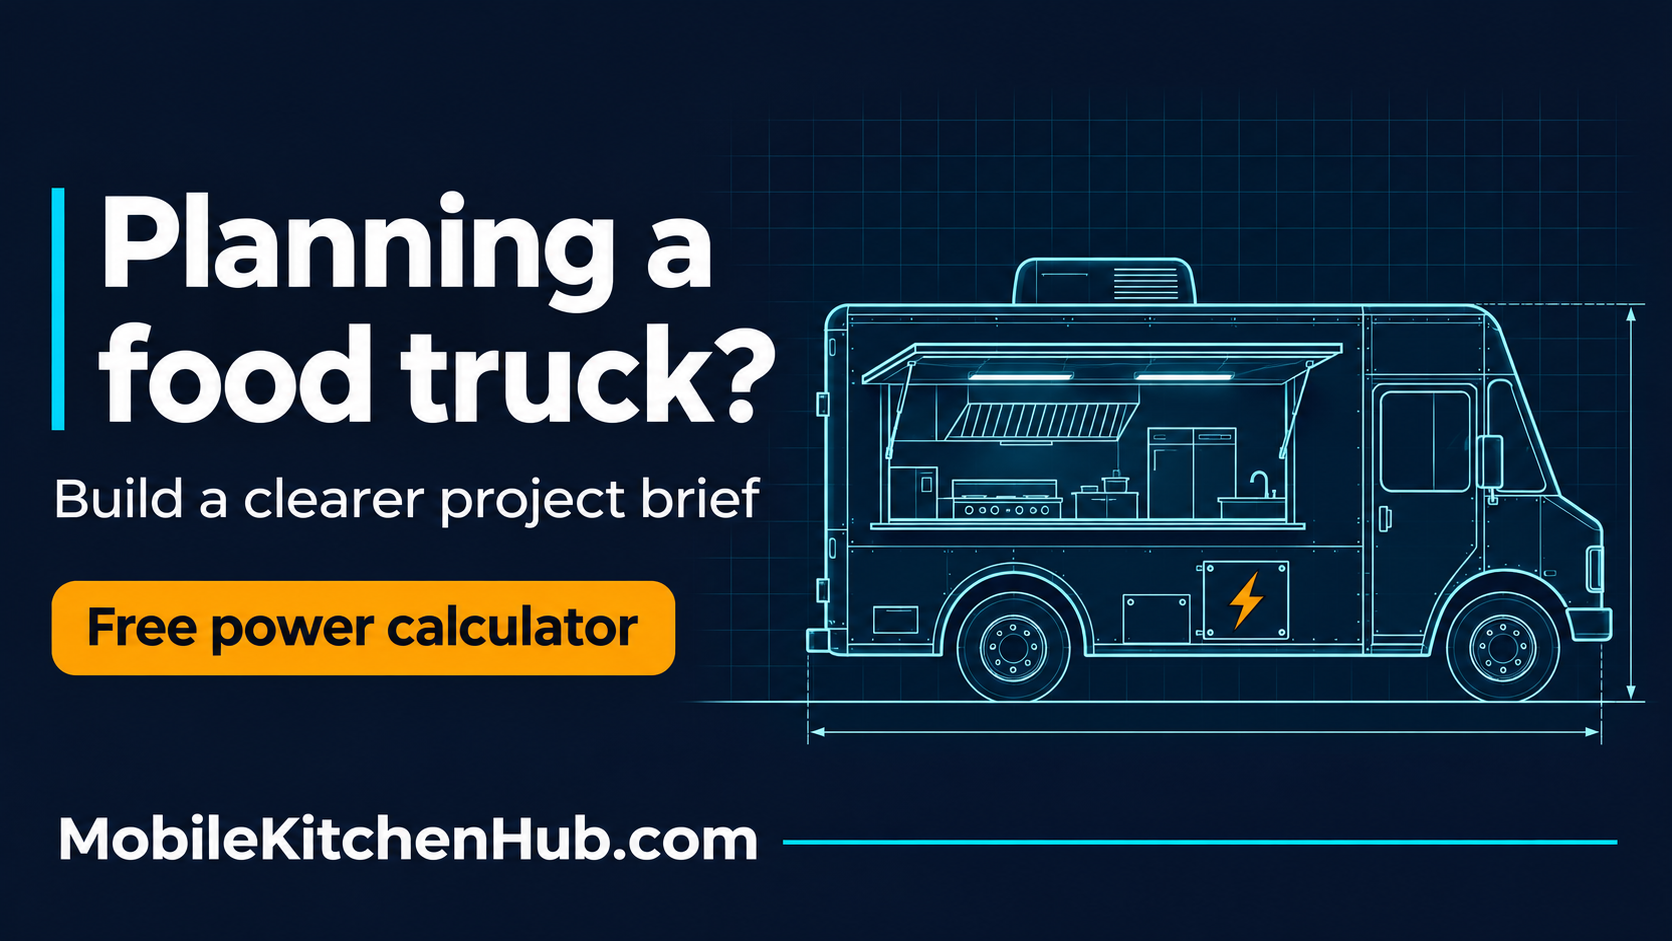 Planning a
food truck?
Build a clearer project brief
Free power calculator
MobileKitchenHub.com